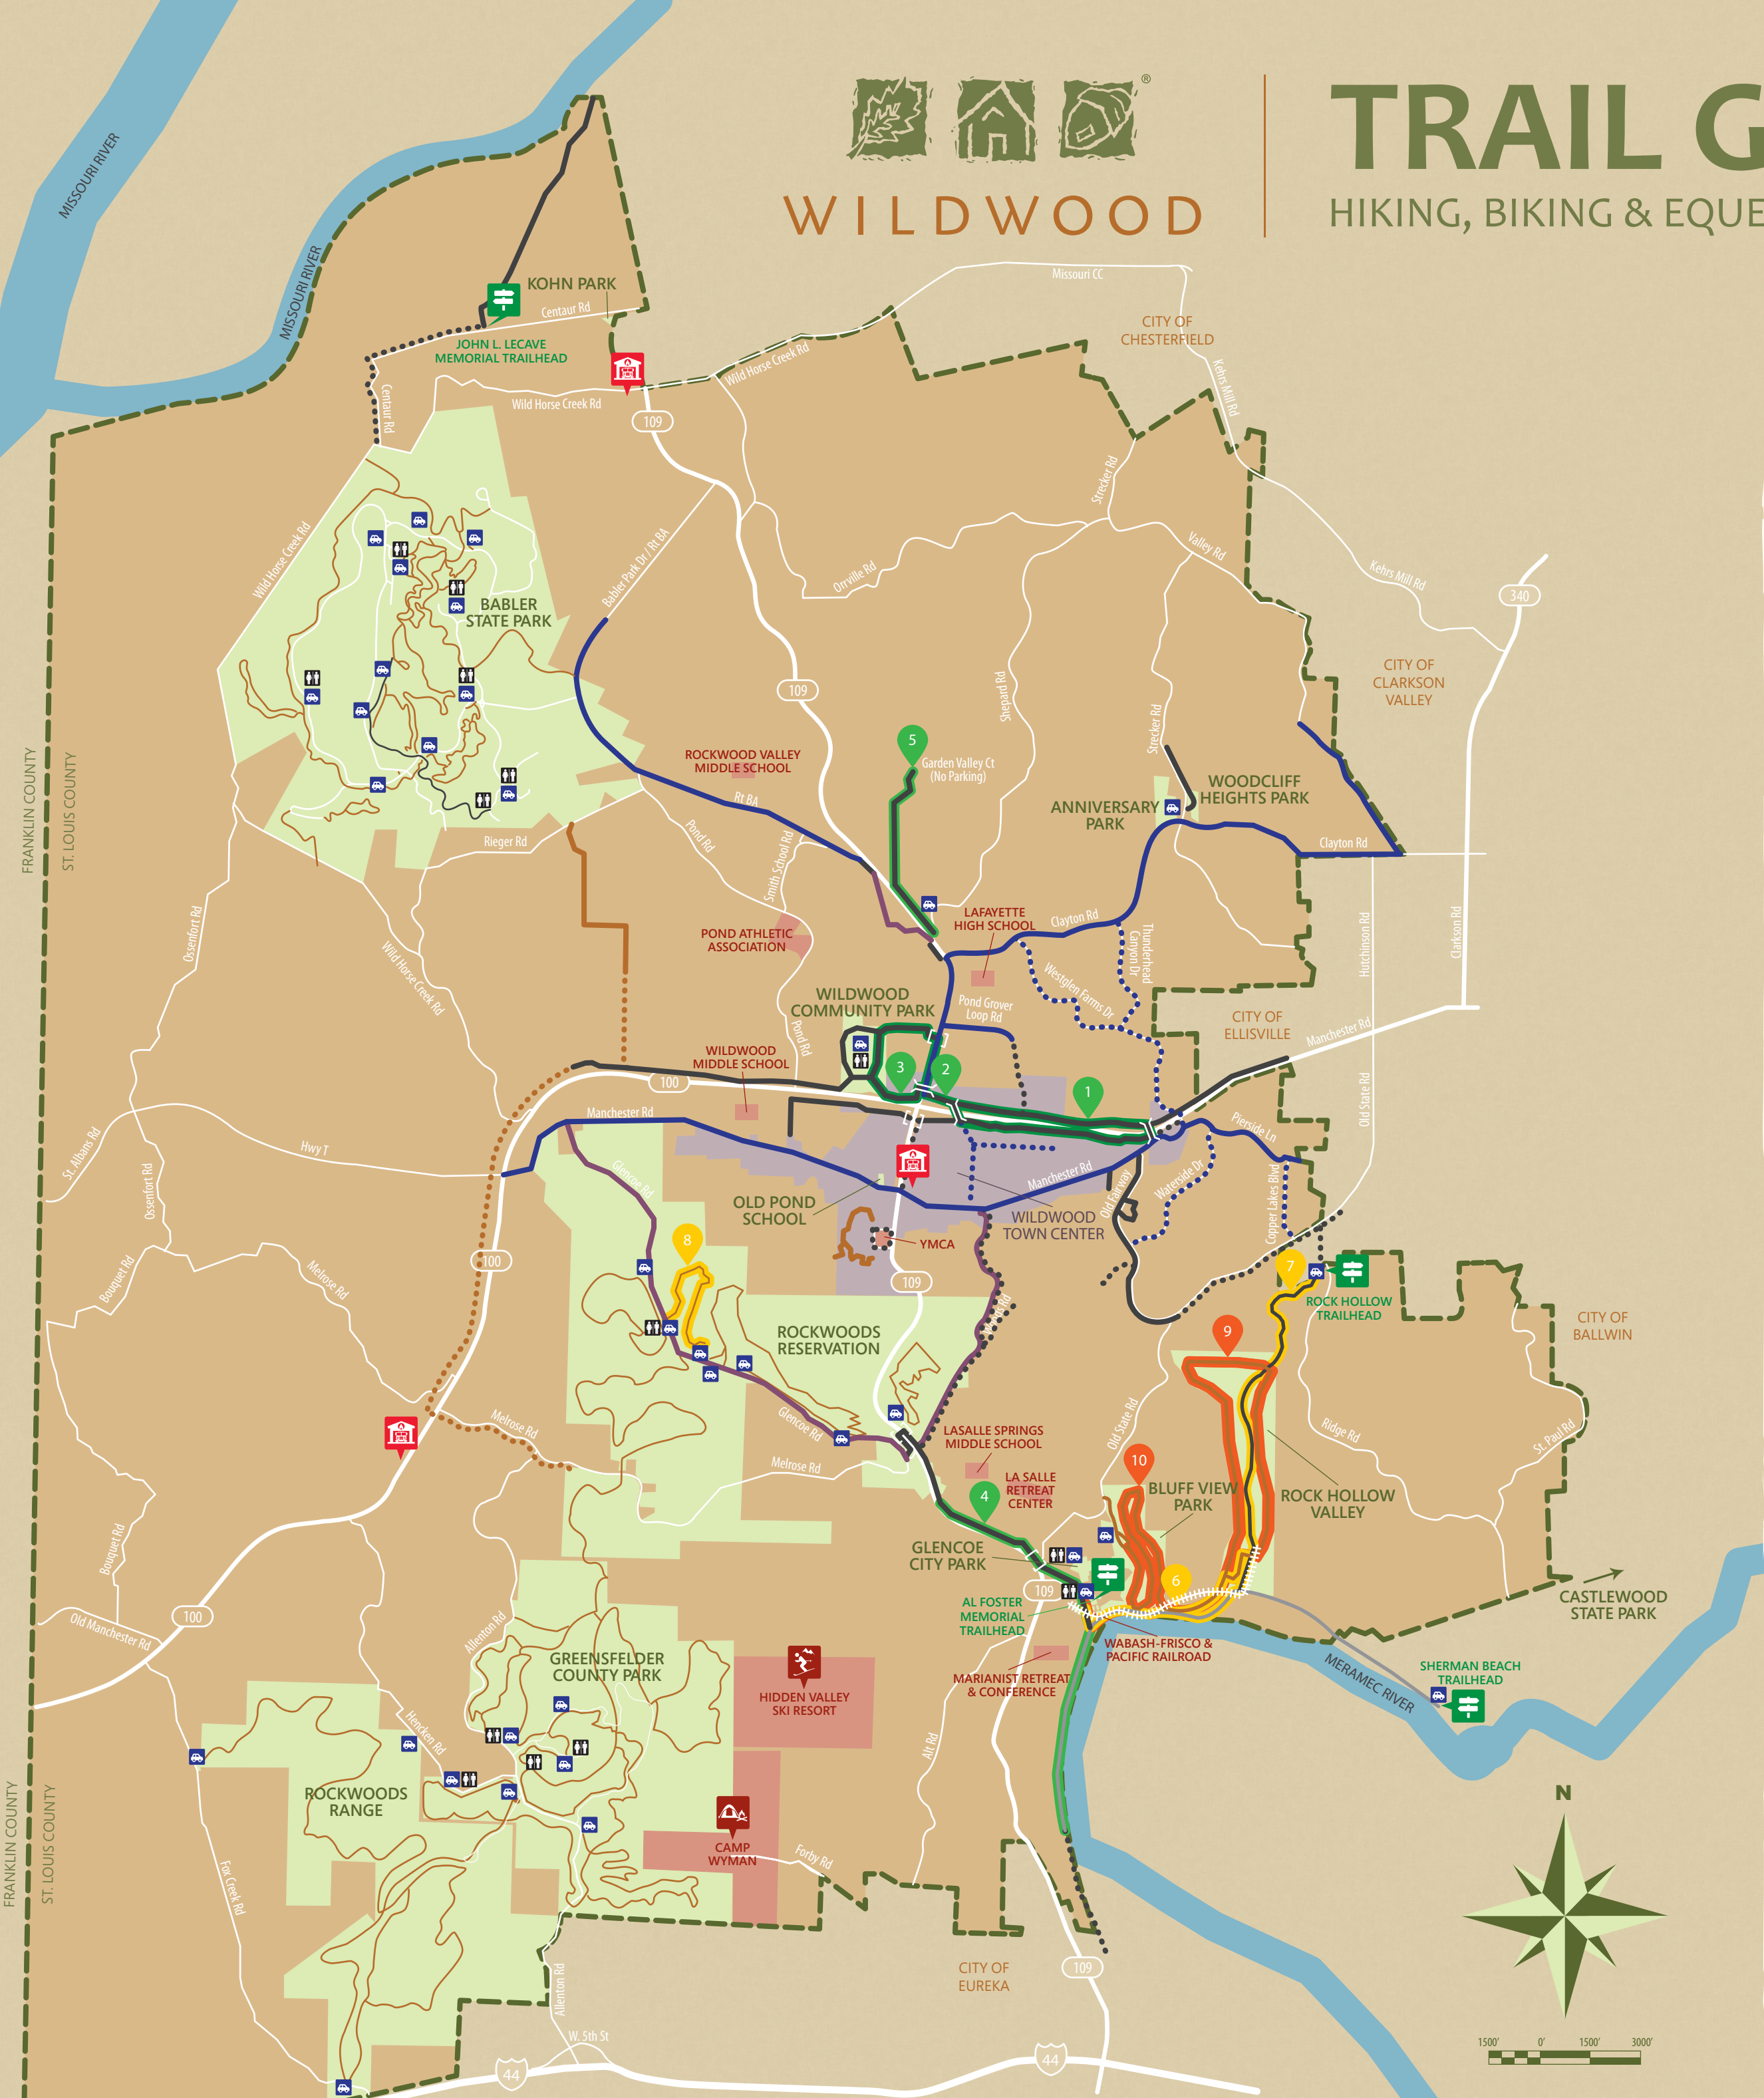 ®
WILDWOOD
TRAIL G
HIKING, BIKING & EQUE
MISSOURI RIVER
MISSOURI RIVER
KOHN PARK
Centaur Rd
JOHN L. LECAVE
MEMORIAL TRAILHEAD
Centaur Rd
Wild Horse Creek Rd
109
Wild Horse Creek Rd
Missouri CC
CITY OF
CHESTERFIELD
Kehrs Mill Rd
Strecker Rd
Wild Horse Creek Rd
BABLER
STATE PARK
Babler Park Dr / Rt BA
Orrville Rd
Valley Rd
Kehrs Mill Rd
340
CITY OF
CLARKSON
VALLEY
109
Shepard Rd
Strecker Rd
FRANKLIN COUNTY
ST. LOUIS COUNTY
ROCKWOOD VALLEY
MIDDLE SCHOOL
5
Garden Valley Ct
(No Parking)
WOODCLIFF
HEIGHTS PARK
ANNIVERSARY
PARK
Rt BA
Rieger Rd
Pond Rd
Smith School Rd
Clayton Rd
Ossenfort Rd
Wild Horse Creek Rd
POND ATHLETIC
ASSOCIATION
LAFAYETTE
HIGH SCHOOL
Clayton Rd
Thunderhead
Canyon Dr
Hutchinson Rd
Clarkson Rd
Westglen Farms Dr
WILDWOOD
COMMUNITY PARK
Pond Grover
Loop Rd
CITY OF
ELLISVILLE
Manchester Rd
Pond Rd
WILDWOOD
MIDDLE SCHOOL
100
3
2
1
Old State Rd
Manchester Rd
Pierside Ln
St. Albans Rd
Hwy T
Ossenfort Rd
Glencoe Rd
Manchester Rd
Old Fairway
Waterside Dr
Copper Lakes Blvd
OLD POND
SCHOOL
WILDWOOD
TOWN CENTER
YMCA
8
100
109
7
ROCK HOLLOW
TRAILHEAD
Bouquet Rd
Melrose Rd
ROCKWOODS
RESERVATION
9
CITY OF
BALLWIN
Melrose Rd
Glencoe Rd
LASALLE SPRINGS
MIDDLE SCHOOL
Old State Rd
Ridge Rd
St. Paul Rd
Melrose Rd
LA SALLE
RETREAT
CENTER
10
BLUFF VIEW
PARK
ROCK HOLLOW
VALLEY
4
Bouquet Rd
GLENCOE
CITY PARK
6
109
CASTLEWOOD
STATE PARK
100
Old Manchester Rd
AL FOSTER
MEMORIAL
TRAILHEAD
Allenton Rd
WABASH-FRISCO &
PACIFIC RAILROAD
GREENSFELDER
COUNTY PARK
MARIANIST RETREAT
& CONFERENCE
MERAMEC RIVER
SHERMAN BEACH
TRAILHEAD
HIDDEN VALLEY
SKI RESORT
Hencken Rd
Alt Rd
ROCKWOODS
RANGE
CAMP
WYMAN
Forby Rd
FRANKLIN COUNTY
ST. LOUIS COUNTY
Fox Creek Rd
N
CITY OF
EUREKA
109
Allenton Rd
W. 5th St
44
44
1500'
0'
1500'
3000'